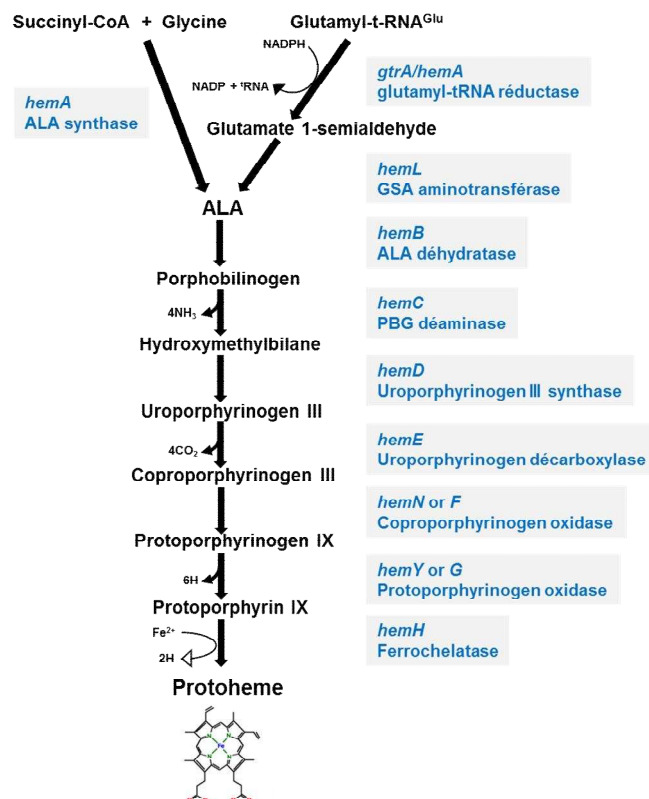 Succinyl-CoA + Glycine
Glutamyl-t-RNA^Glu
NADPH
NADP + ᵗRNA
gtrA/hemA
glutamyl-tRNA réductase
hemA
ALA synthase
Glutamate 1-semialdehyde
hemL
GSA aminotransférase
ALA
hemB
ALA déhydratase
Porphobilinogen
4NH₃
hemC
PBG déaminase
Hydroxymethylbilane
hemD
Uroporphyrinogen III synthase
Uroporphyrinogen III
4CO₂
hemE
Uroporphyrinogen décarboxylase
Coproporphyrinogen III
hemN or F
Coproporphyrinogen oxidase
Protoporphyrinogen IX
6H
hemY or G
Protoporphyrinogen oxidase
Protoporphyrin IX
Fe²⁺
2H
hemH
Ferrochelatase
Protoheme
N
N
Fe
N
N